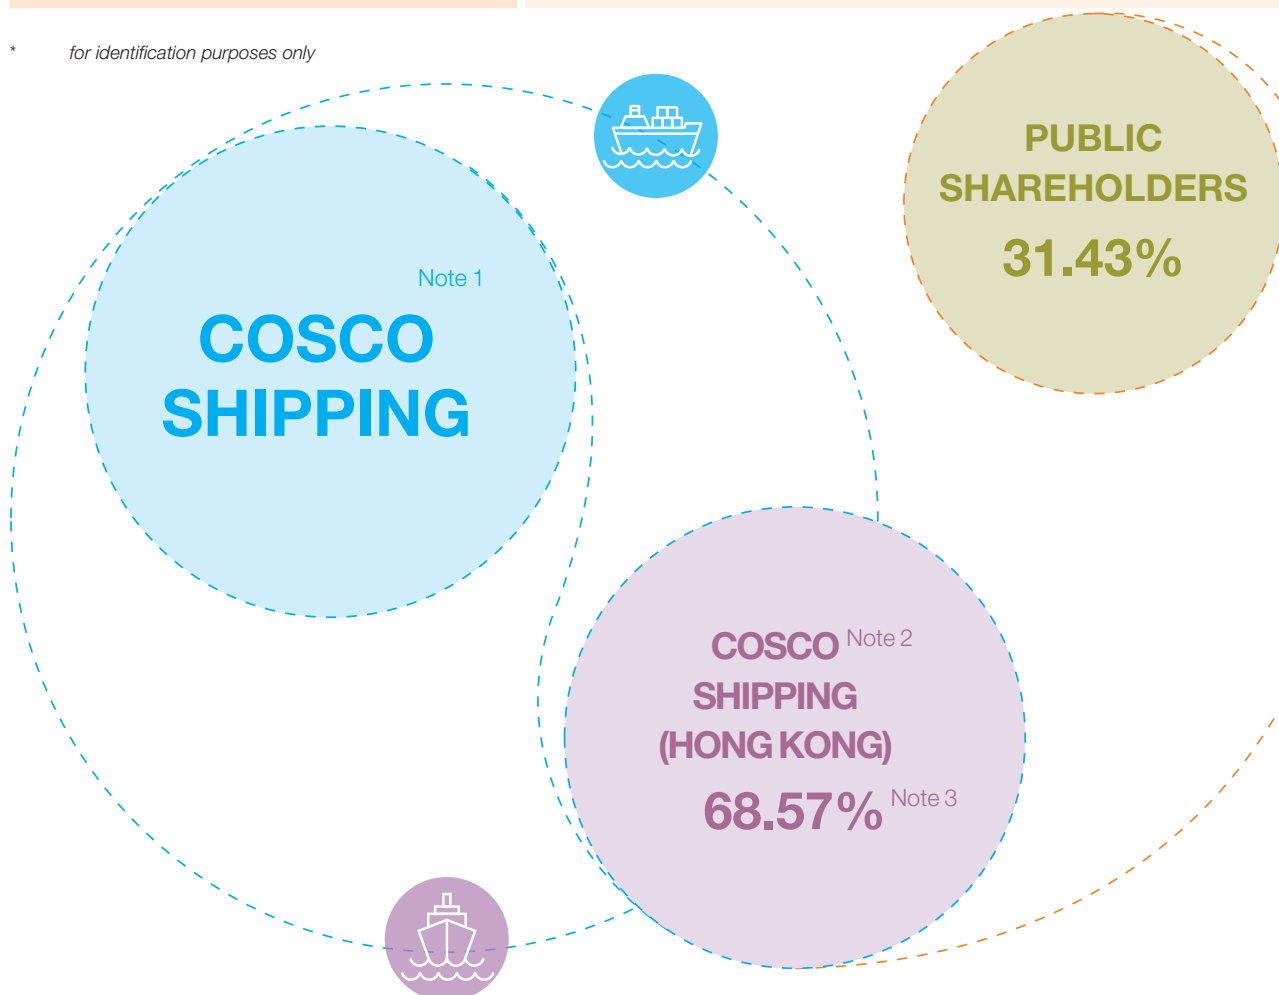 * for identification purposes only
PUBLIC
SHAREHOLDERS
31.43%
Note 1
COSCO
SHIPPING
COSCO Note 2
SHIPPING
(HONG KONG)
68.57% Note 3